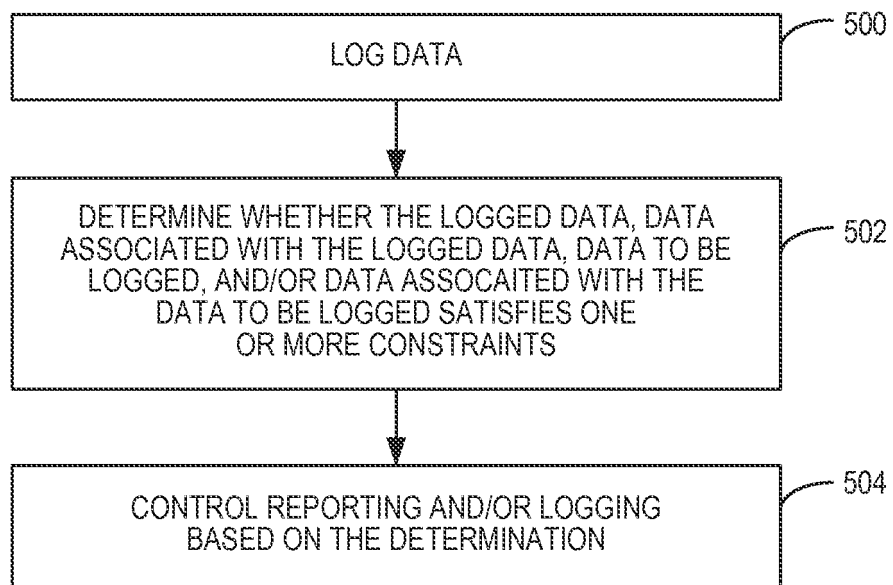 LOG DATA
500
DETERMINE WHETHER THE LOGGED DATA, DATA
ASSOCIATED WITH THE LOGGED DATA, DATA TO BE
LOGGED, AND/OR DATA ASSOCAITED WITH THE
DATA TO BE LOGGED SATISFIES ONE
OR MORE CONSTRAINTS
502
CONTROL REPORTING AND/OR LOGGING
BASED ON THE DETERMINATION
504